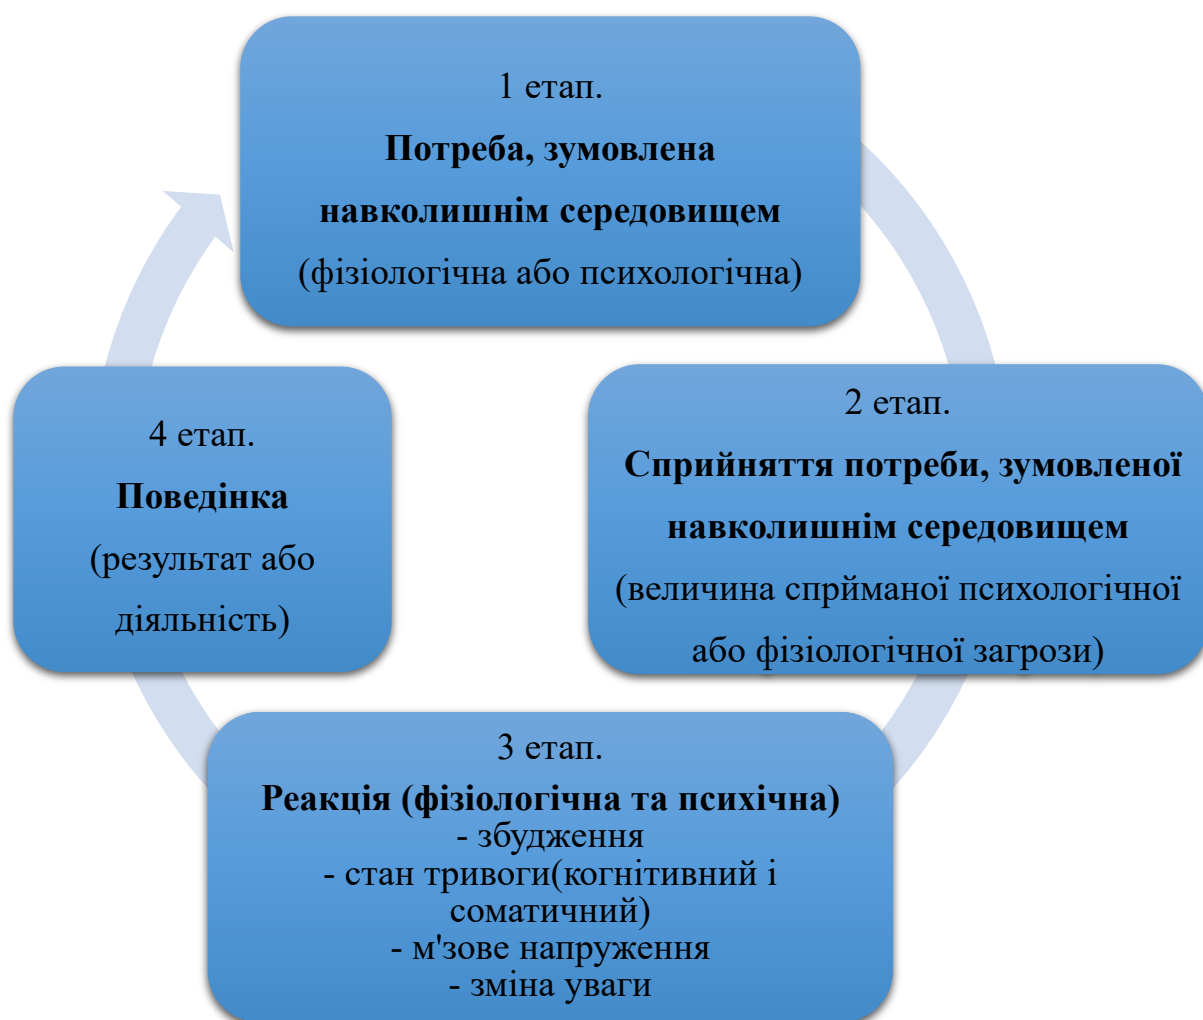 1 етап.
Потреба, зумовлена
навколишнім середовищем
(фізіологічна або психологічна)
2 етап.
Сприйняття потреби, зумовленої
навколишнім середовищем
(величина спрйманої психологічної
або фізіологічної загрози)
3 етап.
Реакція (фізіологічна та психічна)
- збудження
- стан тривоги(когнітивний і
соматичний)
- м'зове напруження
- зміна уваги
4 етап.
Поведінка
(результат або
діяльність)